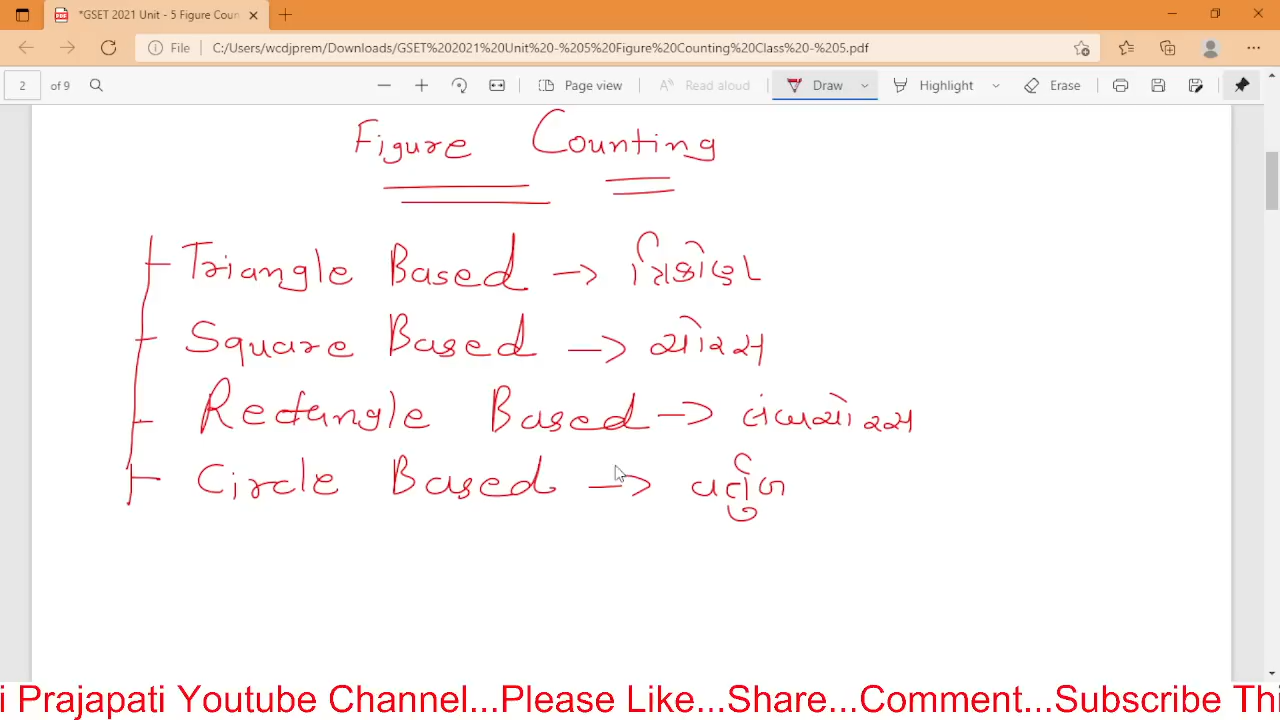 *GSET 2021 Unit - 5 Figure Coun
File C:/Users/wcdjprem/Downloads/GSET%202021%20Unit%20-%205%20Figure%20Counting%20Class%20-%205.pdf
2 of 9 Page view Read aloud Draw Highlight Erase
Figure Counting
Triangle Based -> ત્રિકોણ
Square Based -> ચોરસ
Rectangle Based -> લંબચોરસ
Circle Based -> વર્તુળ
i Prajapati Youtube Channel...Please Like...Share...Comment...Subscribe Thi